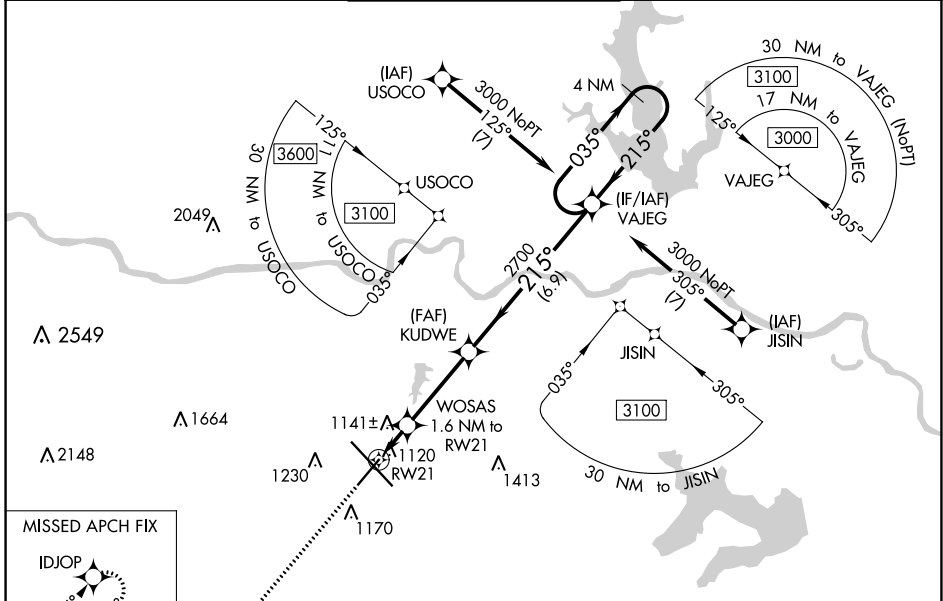 (IAF)
USOCO
3000 NoPT
125°
(7)
4 NM
035°
215°
(IF/IAF)
VAJEG
30 NM to VAJEG (NoPT)
3100
17 NM to VAJEG
3000
125°
VAJEG
305°
125°
3600
11 NM to USOCO
30 NM to USOCO
3100
USOCO
035°
2049
2700
215°
(6.9)
3000 NoPT
305°
(7)
(IAF)
JISIN
(FAF)
KUDWE
2549
JISIN
035°
305°
3100
30 NM to JISIN
WOSAS
1.6 NM to
RW21
1664
1141±
2148
1120
RW21
1230
1413
1170
MISSED APCH FIX
IDJOP